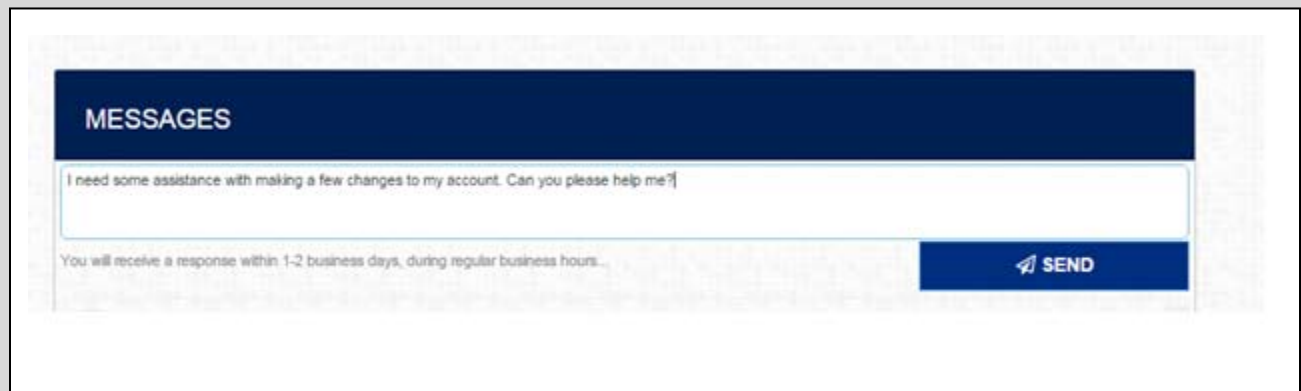 MESSAGES
I need some assistance with making a few changes to my account. Can you please help me?
You will receive a response within 1-2 business days, during regular business hours...
SEND